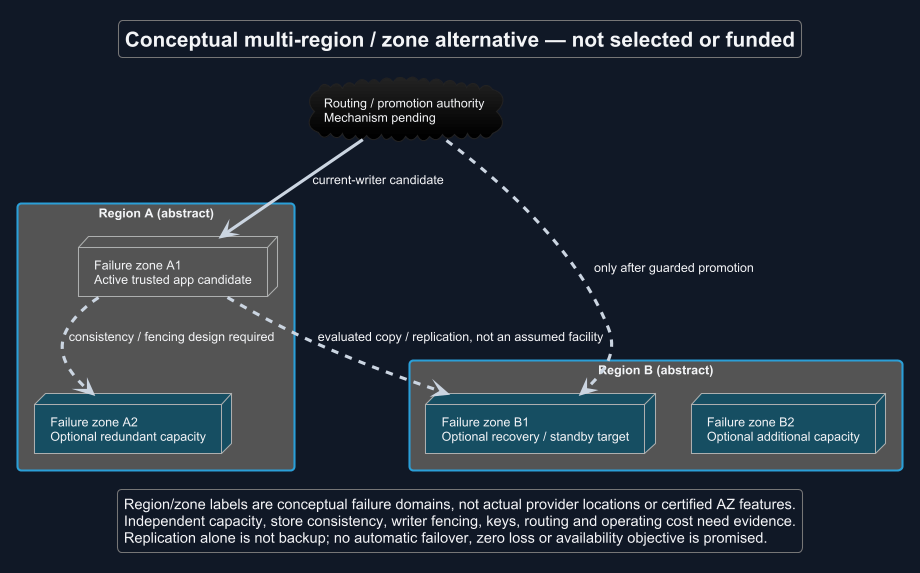 Conceptual multi-region / zone alternative — not selected or funded
Routing / promotion authority
Mechanism pending
current-writer candidate
Region A (abstract)
Failure zone A1
Active trusted app candidate
only after guarded promotion
consistency / fencing design required
evaluated copy / replication, not an assumed facility
Region B (abstract)
Failure zone A2
Optional redundant capacity
Failure zone B1
Optional recovery / standby target
Failure zone B2
Optional additional capacity
Region/zone labels are conceptual failure domains, not actual provider locations or certified AZ features.
Independent capacity, store consistency, writer fencing, keys, routing and operating cost need evidence.
Replication alone is not backup; no automatic failover, zero loss or availability objective is promised.